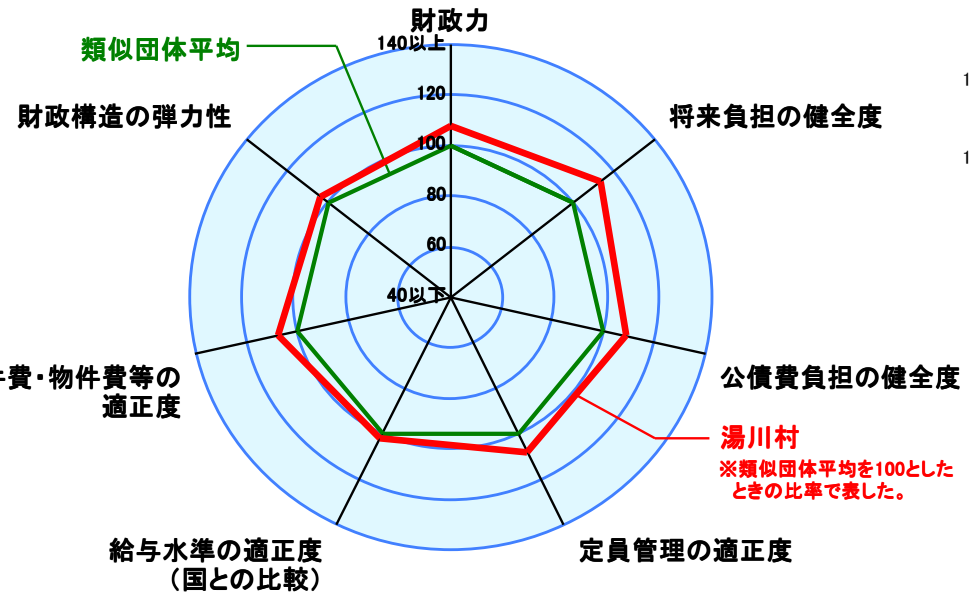 財政力
類似団体平均
140以上
財政構造の弾力性
120
将来負担の健全度
100
80
60
40以下
費・物件費等の
適正度
公債費負担の健全度
湯川村
※類似団体平均を100とした
ときの比率で表した。
給与水準の適正度
（国との比較）
定員管理の適正度
1
1